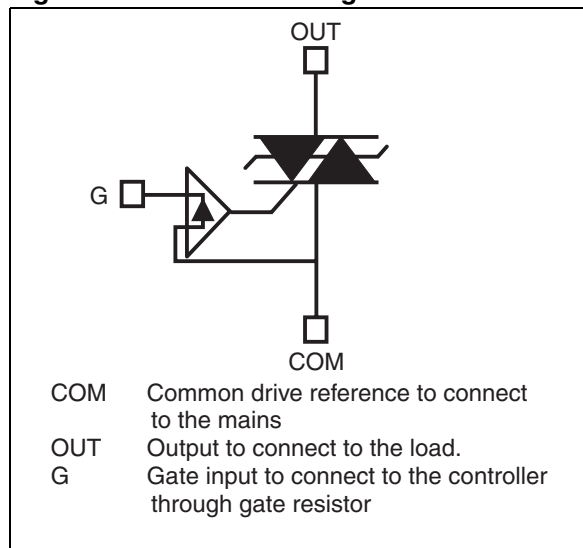 OUT
G
COM
COM Common drive reference to connect
to the mains
OUT Output to connect to the load.
G Gate input to connect to the controller
through gate resistor